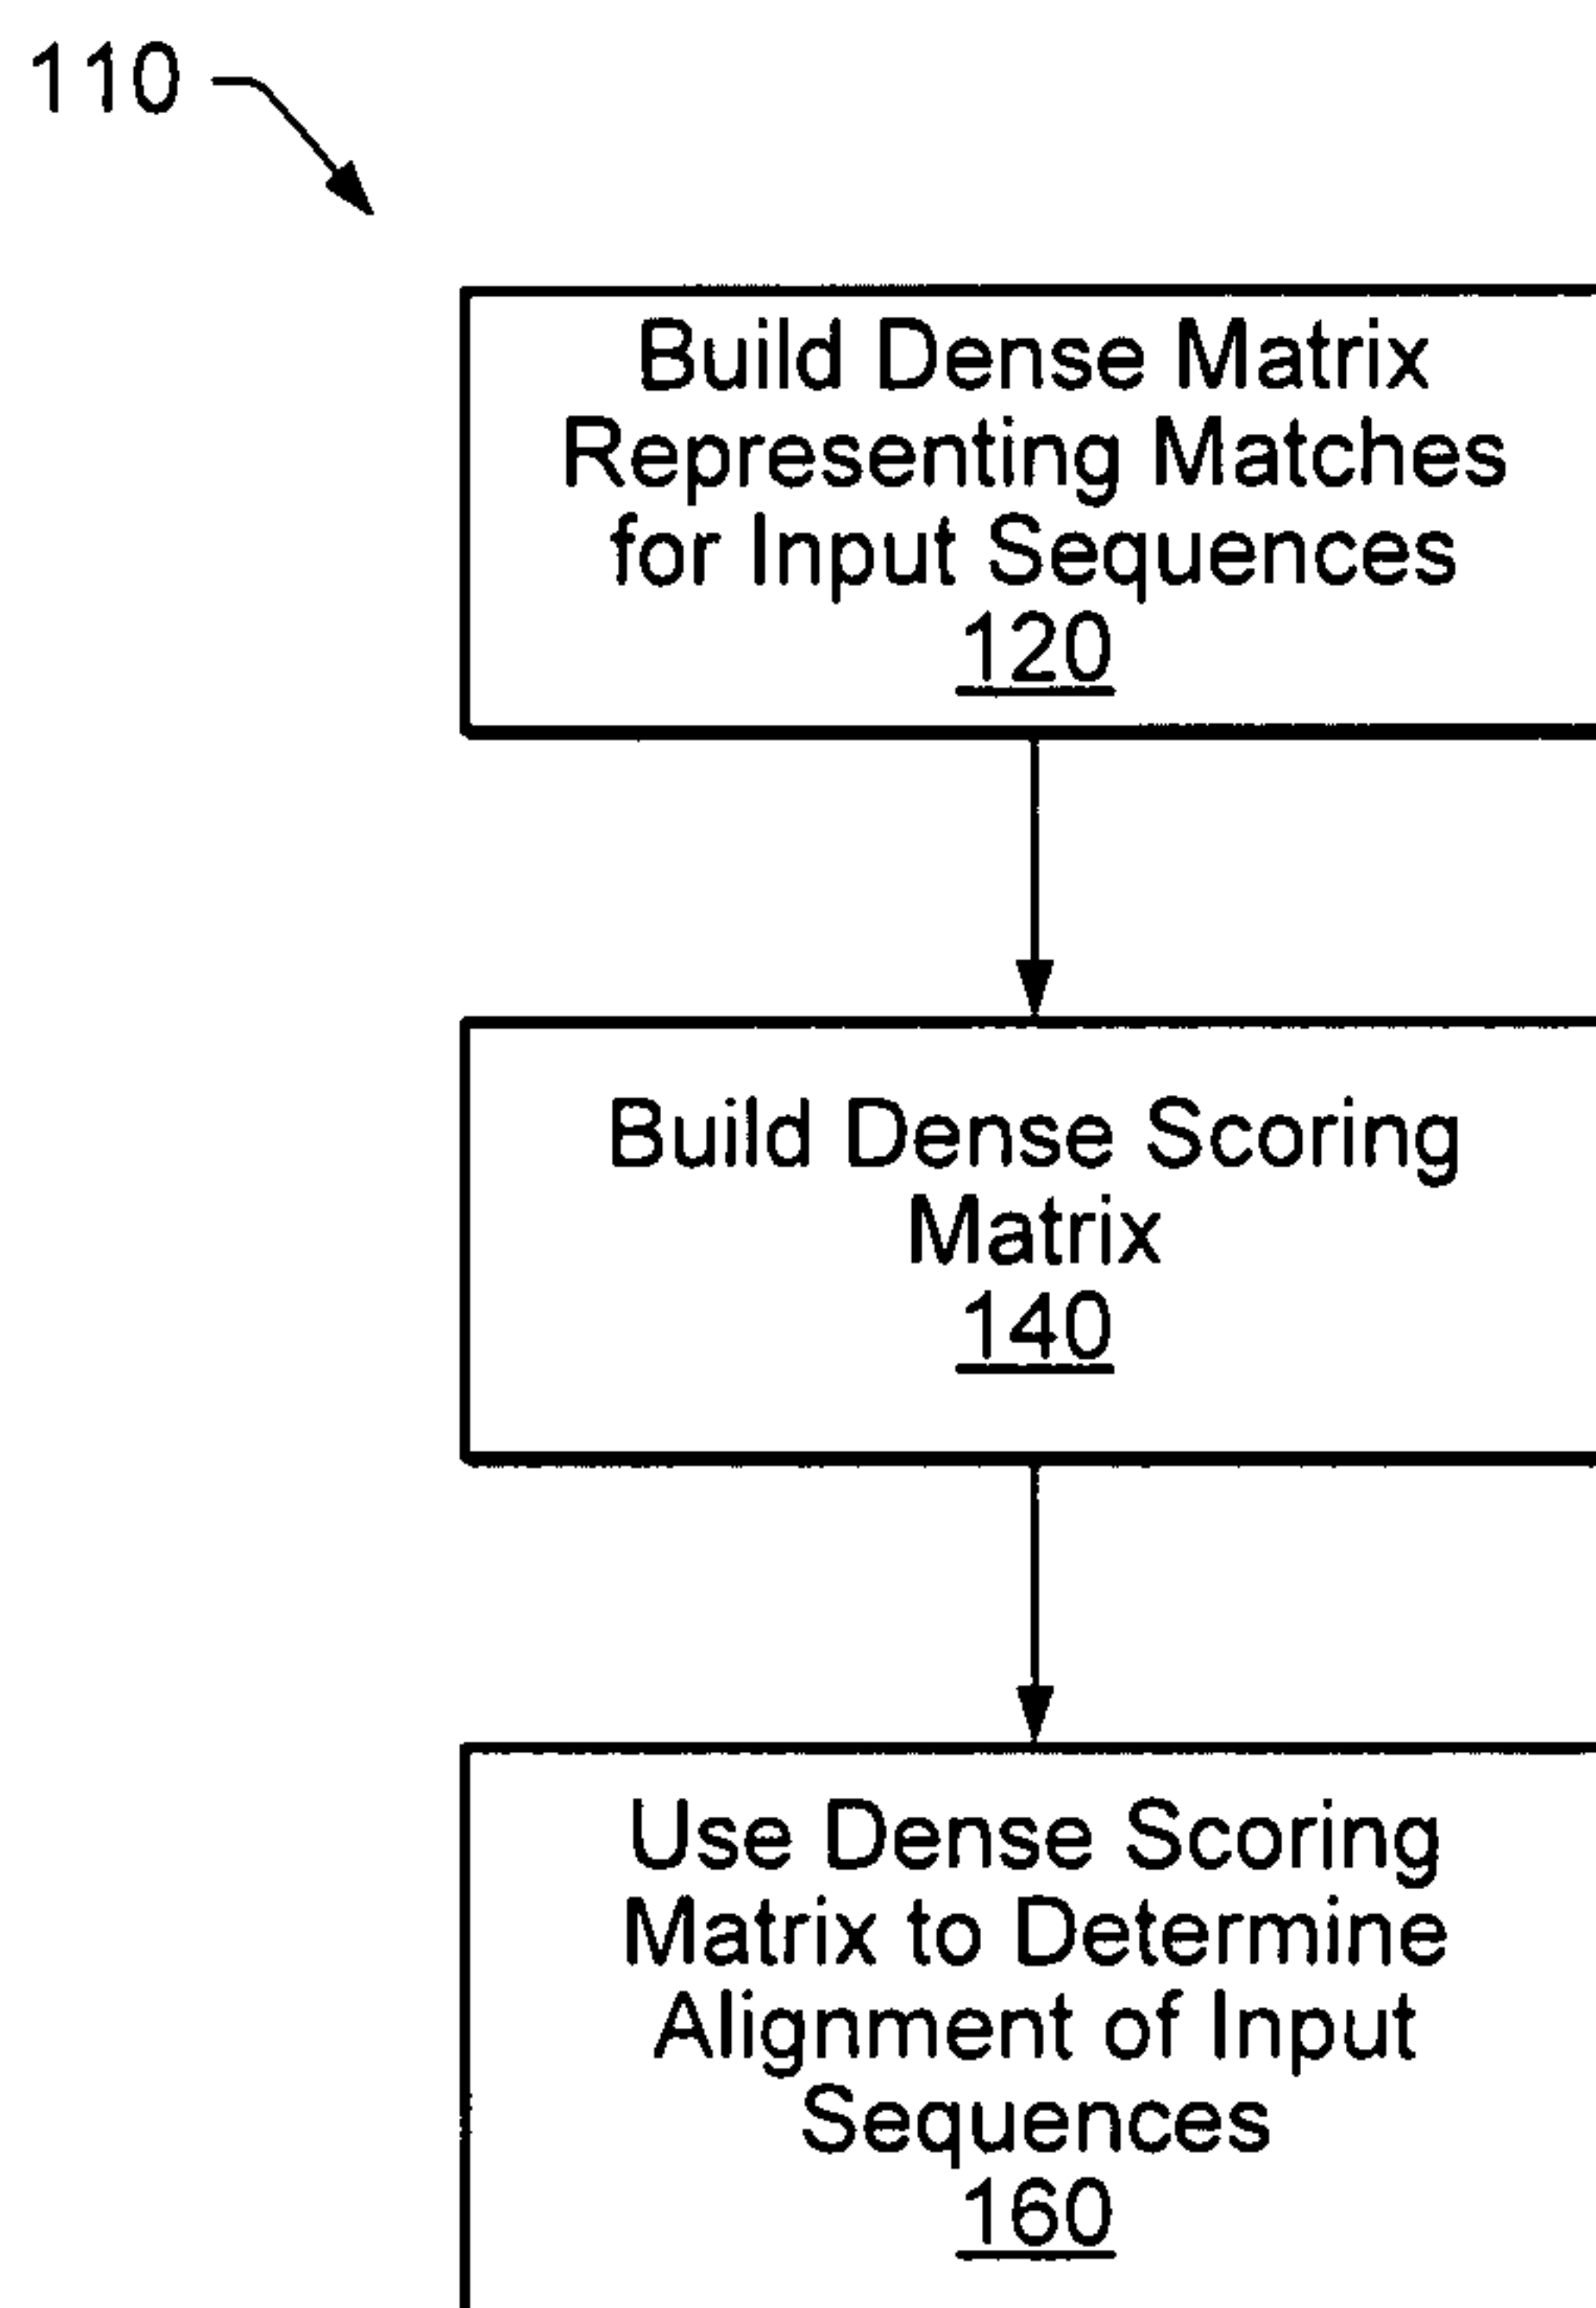 110
Build Dense Matrix
Representing Matches
for Input Sequences
120
Build Dense Scoring
Matrix
140
Use Dense Scoring
Matrix to Determine
Alignment of Input
Sequences
160